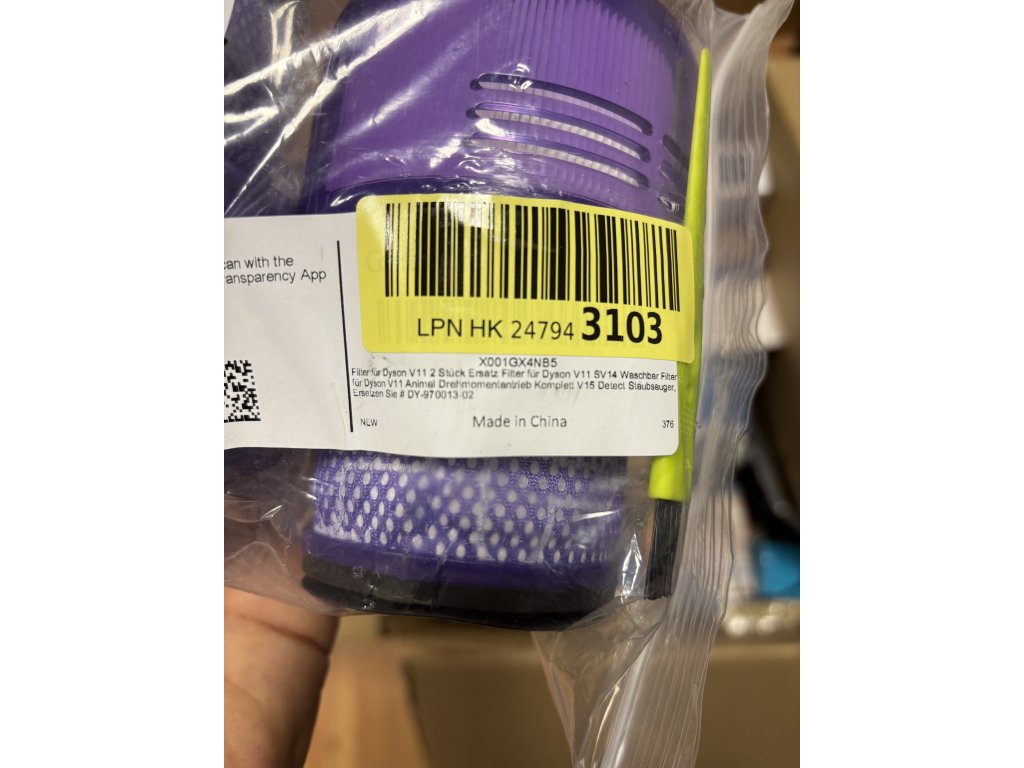 can with the
ransparency App
LPN HK 24794 3103
X001GX4NB5
Filter für Dyson V11 2 Stück Ersatz Filter für Dyson V11 SV14 Waschbar Filter
für Dyson V11 Animal Drehmomentantrieb Komplett V15 Detect Staubsauger,
Ersetzen Sie # DY-970013-02
NEW
Made in China
376